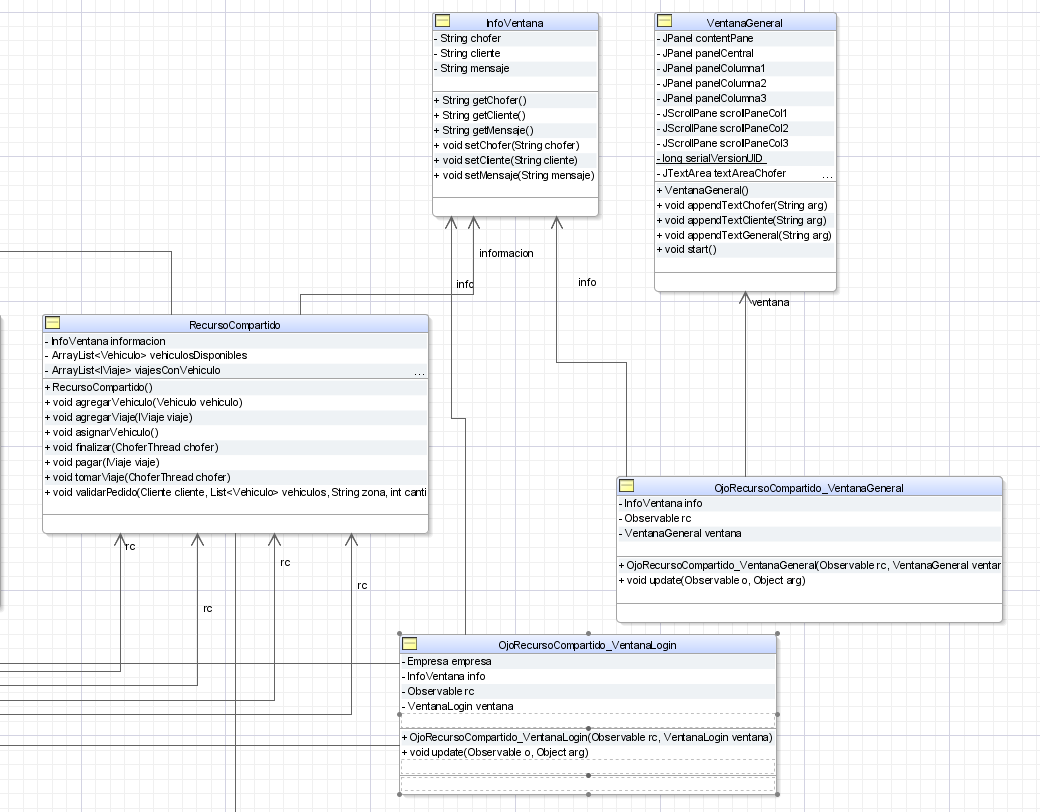 InfoVentana
- String chofer
- String cliente
- String mensaje
+ String getChofer()
+ String getCliente()
+ String getMensaje()
+ void setChofer(String chofer)
+ void setCliente(String cliente)
+ void setMensaje(String mensaje)
VentanaGeneral
- JPanel contentPane
- JPanel panelCentral
- JPanel panelColumna1
- JPanel panelColumna2
- JPanel panelColumna3
- JScrollPane scrollPaneCol1
- JScrollPane scrollPaneCol2
- JScrollPane scrollPaneCol3
- long serialVersionUID
- JTextArea textAreaChofer ...
+ VentanaGeneral()
+ void appendTextChofer(String arg)
+ void appendTextCliente(String arg)
+ void appendTextGeneral(String arg)
+ void start()
informacion
info
info
ventana
RecursoCompartido
- InfoVentana informacion
- ArrayList<Vehiculo> vehiculosDisponibles
- ArrayList<IViaje> viajesConVehiculo ...
+ RecursoCompartido()
+ void agregarVehiculo(Vehiculo vehiculo)
+ void agregarViaje(IViaje viaje)
+ void asignarVehiculo()
+ void finalizar(ChoferThread chofer)
+ void pagar(IViaje viaje)
+ void tomarViaje(ChoferThread chofer)
+ void validarPedido(Cliente cliente, List<Vehiculo> vehiculos, String zona, int canti
OjoRecursoCompartido_VentanaGeneral
- InfoVentana info
- Observable rc
- VentanaGeneral ventana
+ OjoRecursoCompartido_VentanaGeneral(Observable rc, VentanaGeneral ventan
+ void update(Observable o, Object arg)
rc
rc
rc
rc
OjoRecursoCompartido_VentanaLogin
- Empresa empresa
- InfoVentana info
- Observable rc
- VentanaLogin ventana
+ OjoRecursoCompartido_VentanaLogin(Observable rc, VentanaLogin ventana)
+ void update(Observable o, Object arg)